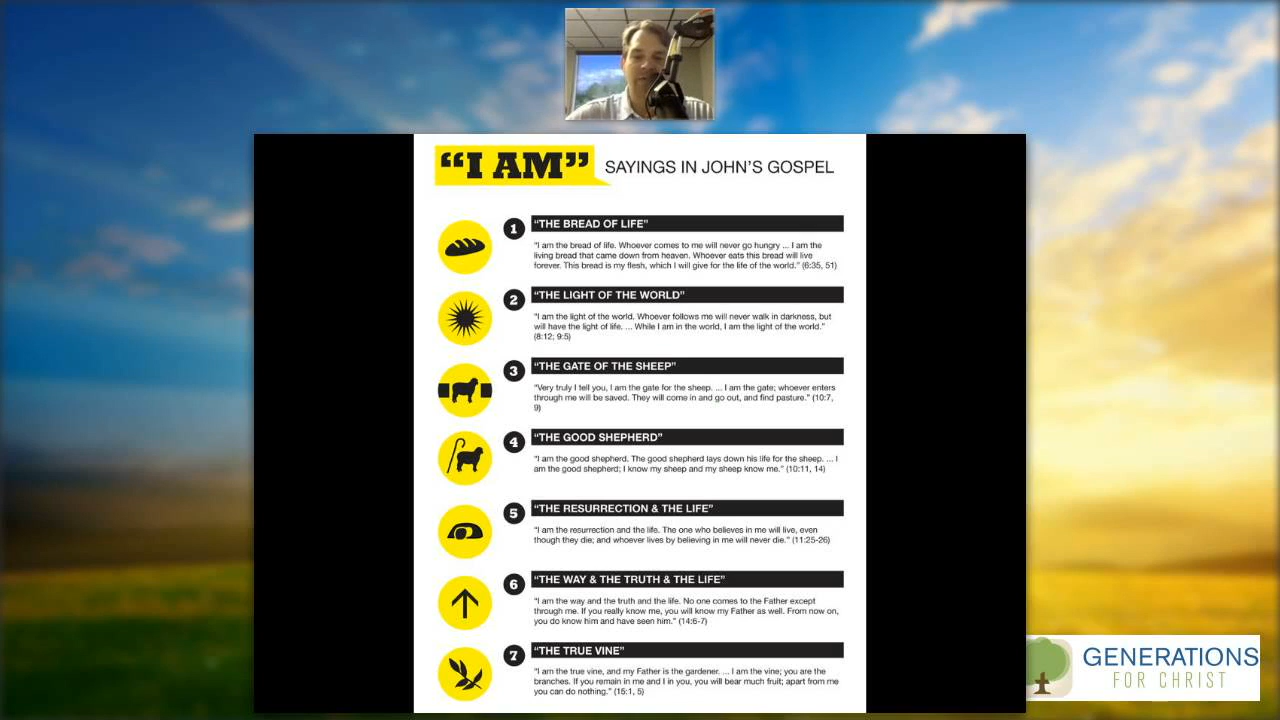 “I AM” SAYINGS IN JOHN’S GOSPEL
1 “THE BREAD OF LIFE”
“I am the bread of life. Whoever comes to me will never go hungry ... I am the
living bread that came down from heaven. Whoever eats this bread will live
forever. This bread is my flesh, which I will give for the life of the world.” (6:35, 51)
2 “THE LIGHT OF THE WORLD”
“I am the light of the world. Whoever follows me will never walk in darkness, but
will have the light of life. ... While I am in the world, I am the light of the world.”
(8:12; 9:5)
3 “THE GATE OF THE SHEEP”
“Very truly I tell you, I am the gate for the sheep. ... I am the gate; whoever enters
through me will be saved. They will come in and go out, and find pasture.” (10:7,
9)
4 “THE GOOD SHEPHERD”
“I am the good shepherd. The good shepherd lays down his life for the sheep. ... I
am the good shepherd; I know my sheep and my sheep know me.” (10:11, 14)
5 “THE RESURRECTION & THE LIFE”
“I am the resurrection and the life. The one who believes in me will live, even
though they die; and whoever lives by believing in me will never die.” (11:25-26)
6 “THE WAY & THE TRUTH & THE LIFE”
“I am the way and the truth and the life. No one comes to the Father except
through me. If you really know me, you will know my Father as well. From now on,
you do know him and have seen him.” (14:6-7)
7 “THE TRUE VINE”
“I am the true vine, and my Father is the gardener. ... I am the vine; you are the
branches. If you remain in me and I in you, you will bear much fruit; apart from me
you can do nothing.” (15:1, 5)
GENERATIONS
FOR CHRIST